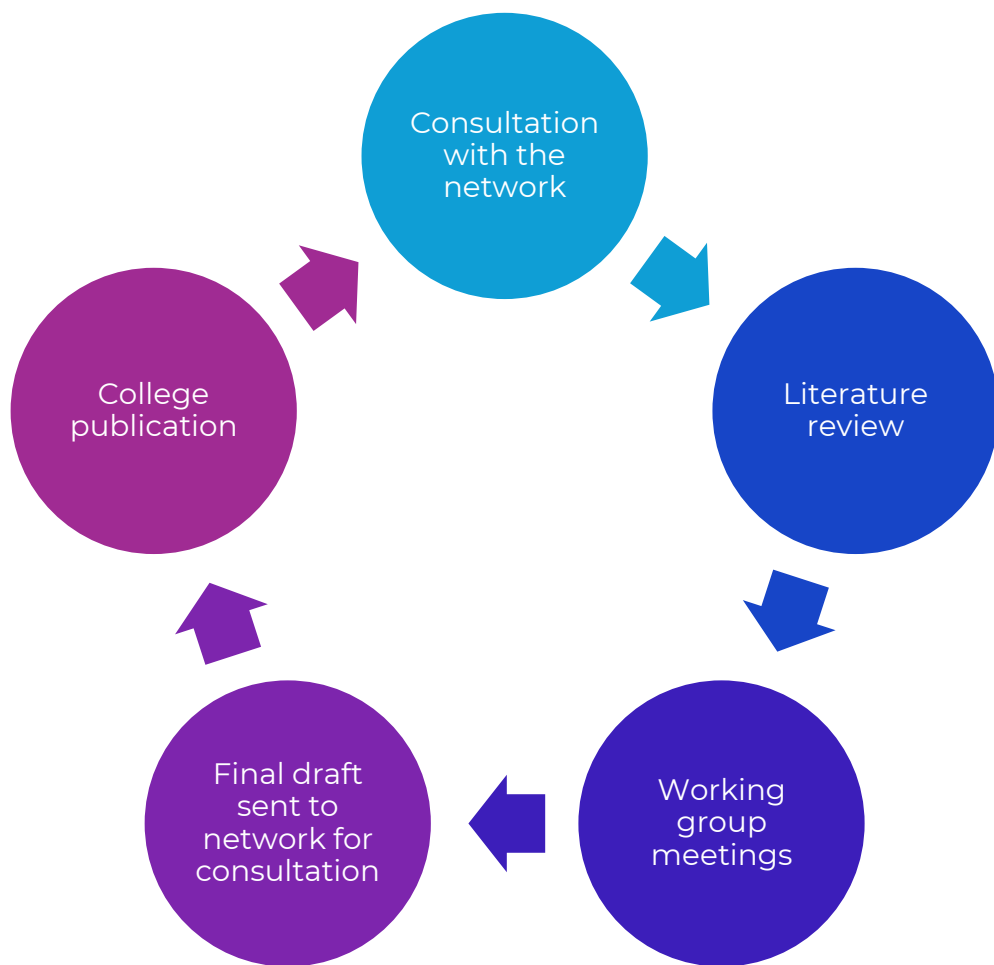 Consultation
with the
network
Literature
review
Working
group
meetings
Final draft
sent to
network for
consultation
College
publication